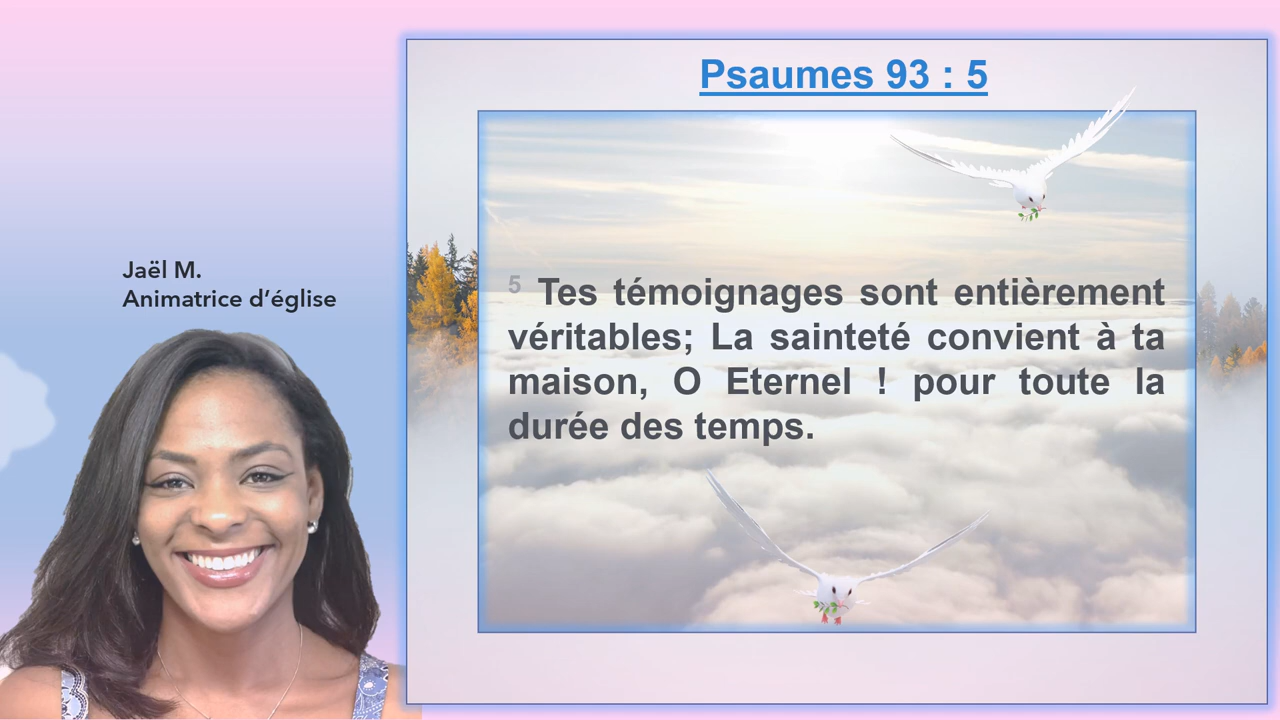 Psaumes 93 : 5
Jaël M.
Animatrice d’église
5 Tes témoignages sont entièrement
véritables; La sainteté convient à ta
maison, O Eternel ! pour toute la
durée des temps.